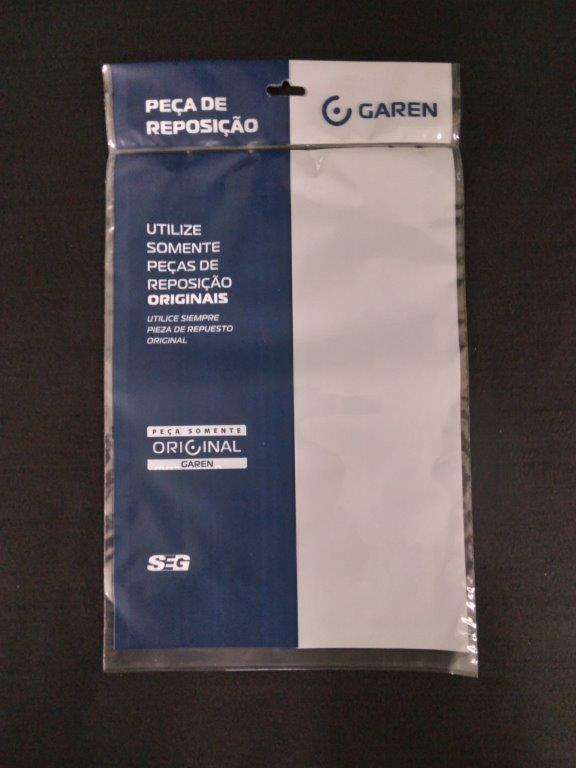 PEÇA DE
REPOSIÇÃO
GAREN
UTILIZE
SOMENTE
PEÇAS DE
REPOSIÇÃO
ORIGINAIS
UTILICE SIEMPRE
PIEZA DE REPUESTO
ORIGINAL
PEÇA SOMENTE
ORIGINAL
GAREN
SEG